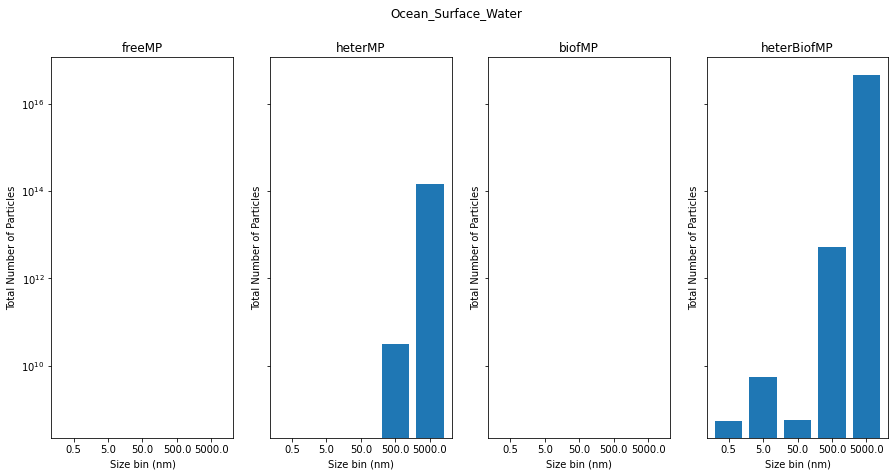 Ocean_Surface_Water
freeMP
heterMP
biofMP
heterBiofMP
Total Number of Particles
10^16
10^14
10^12
10^10
0.5 5.0 50.0 500.0 5000.0
Size bin (nm)
Total Number of Particles
0.5 5.0 50.0 500.0 5000.0
Size bin (nm)
Total Number of Particles
0.5 5.0 50.0 500.0 5000.0
Size bin (nm)
Total Number of Particles
0.5 5.0 50.0 500.0 5000.0
Size bin (nm)